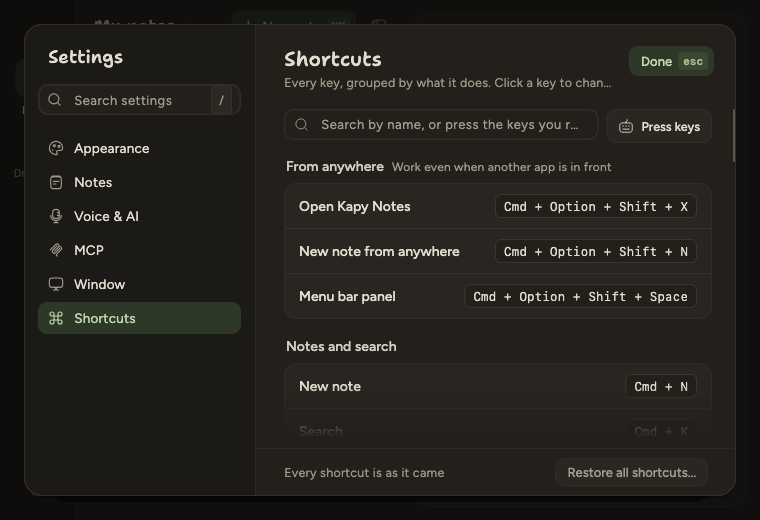 Settings
Search settings /
Appearance
Notes
Voice & AI
MCP
Window
Shortcuts
Shortcuts
Every key, grouped by what it does. Click a key to chan...
Done esc
Search by name, or press the keys you r...
Press keys
From anywhere Work even when another app is in front
Open Kapy Notes Cmd + Option + Shift + X
New note from anywhere Cmd + Option + Shift + N
Menu bar panel Cmd + Option + Shift + Space
Notes and search
New note Cmd + N
Search Cmd + K
Every shortcut is as it came
Restore all shortcuts...